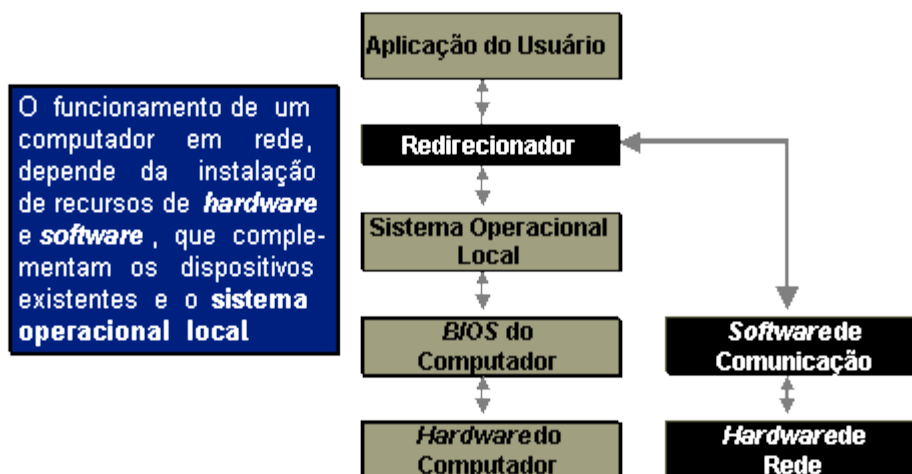 Aplicação do Usuário
O funcionamento de um
computador em rede,
depende da instalação
de recursos de hardware
e software , que comple-
mentam os dispositivos
existentes e o sistema
operacional local
Redirecionador
Sistema Operacional
Local
BIOS do
Computador
Software de
Comunicação
Hardware do
Computador
Hardware de
Rede